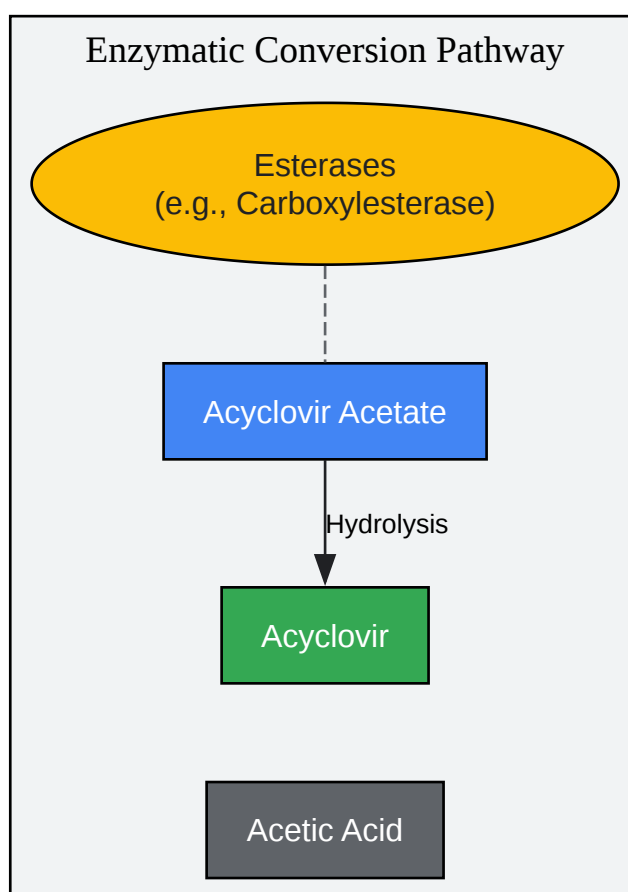 Enzymatic Conversion Pathway
Esterases
(e.g., Carboxylesterase)
Acyclovir Acetate
Hydrolysis
Acyclovir
Acetic Acid